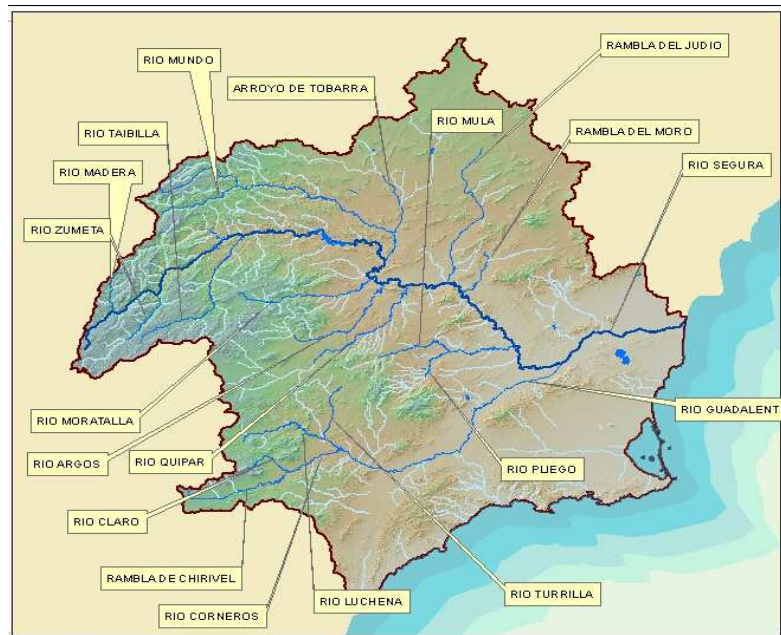 RIO MUNDO
RAMBLA DEL JUDIO
ARROYO DE TOBARRA
RIO MULA
RIO TAIBILLA
RAMBLA DEL MORO
RIO MADERA
RIO SEGURA
RIO ZUMETA
RIO MORATALLA
RIO GUADALENT
RIO ARGOS
RIO QUIPAR
RIO PLIEGO
RIO CLARO
RAMBLA DE CHIRIVEL
RIO LUCHENA
RIO TURRILLA
RIO CORNEROS